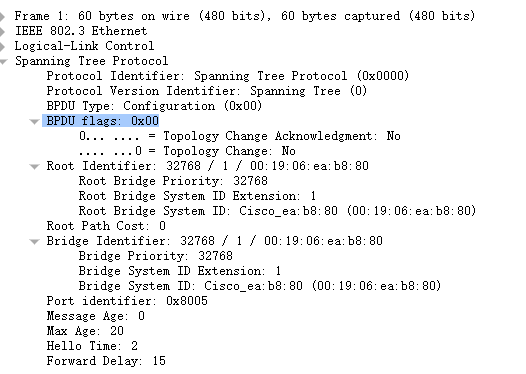 Frame 1: 60 bytes on wire (480 bits), 60 bytes captured (480 bits)
IEEE 802.3 Ethernet
Logical-Link Control
Spanning Tree Protocol
Protocol Identifier: Spanning Tree Protocol (0x0000)
Protocol Version Identifier: Spanning Tree (0)
BPDU Type: Configuration (0x00)
BPDU flags: 0x00
0... .... = Topology Change Acknowledgment: No
.... ...0 = Topology Change: No
Root Identifier: 32768 / 1 / 00:19:06:ea:b8:80
Root Bridge Priority: 32768
Root Bridge System ID Extension: 1
Root Bridge System ID: Cisco_ea:b8:80 (00:19:06:ea:b8:80)
Root Path Cost: 0
Bridge Identifier: 32768 / 1 / 00:19:06:ea:b8:80
Bridge Priority: 32768
Bridge System ID Extension: 1
Bridge System ID: Cisco_ea:b8:80 (00:19:06:ea:b8:80)
Port identifier: 0x8005
Message Age: 0
Max Age: 20
Hello Time: 2
Forward Delay: 15